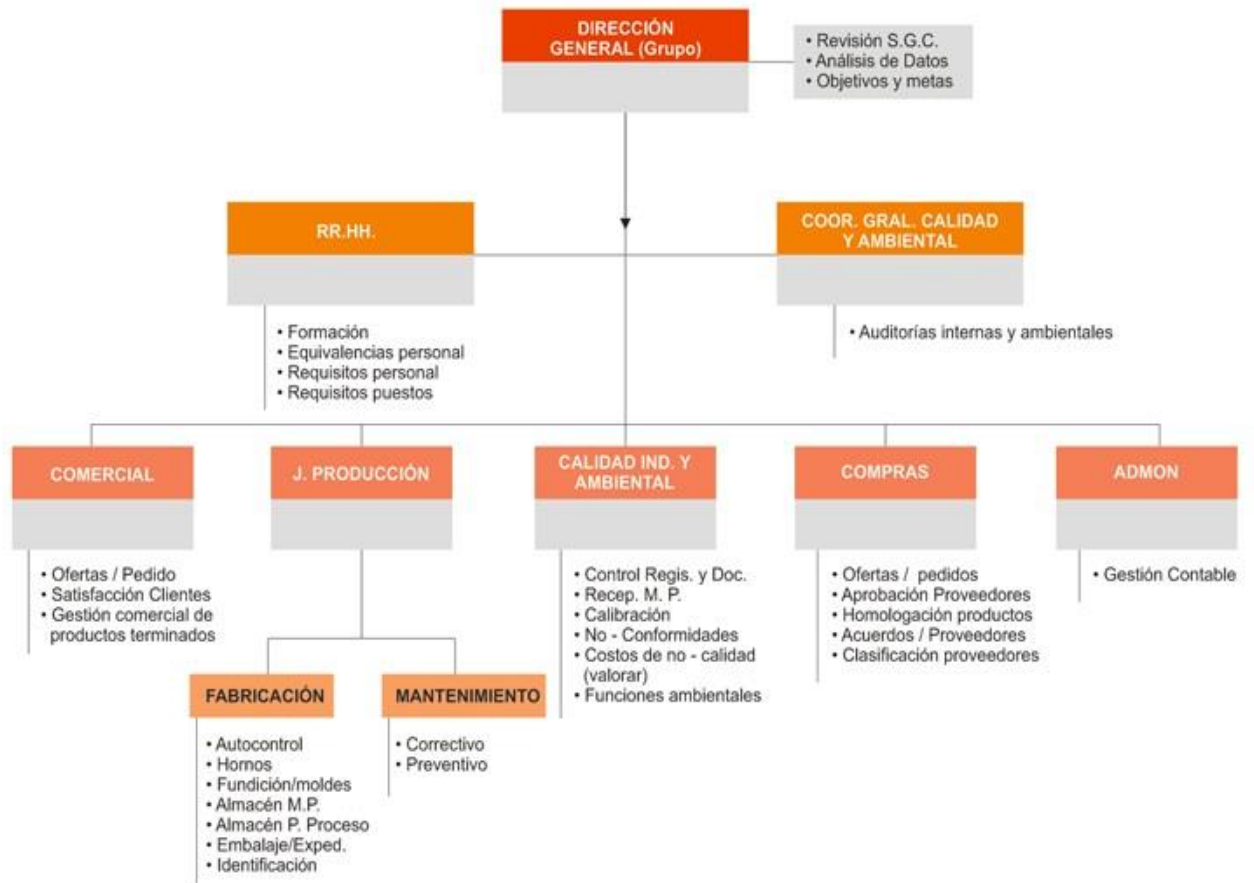 DIRECCIÓN
GENERAL (Grupo)
• Revisión S.G.C.
• Análisis de Datos
• Objetivos y metas
RR.HH.
COOR. GRAL. CALIDAD
Y AMBIENTAL
• Formación
• Equivalencias personal
• Requisitos personal
• Requisitos puestos
• Auditorías internas y ambientales
COMERCIAL
J. PRODUCCIÓN
CALIDAD IND. Y
AMBIENTAL
COMPRAS
ADMON
• Ofertas / Pedido
• Satisfacción Clientes
• Gestión comercial de
productos terminados
• Control Regis. y Doc.
• Recep. M. P.
• Calibración
• No - Conformidades
• Costos de no - calidad
(valorar)
• Funciones ambientales
• Ofertas / pedidos
• Aprobación Proveedores
• Homologación productos
• Acuerdos / Proveedores
• Clasificación proveedores
• Gestión Contable
FABRICACIÓN
MANTENIMIENTO
• Autocontrol
• Hornos
• Fundición/moldes
• Almacén M.P.
• Almacén P. Proceso
• Embalaje/Exped.
• Identificación
• Correctivo
• Preventivo